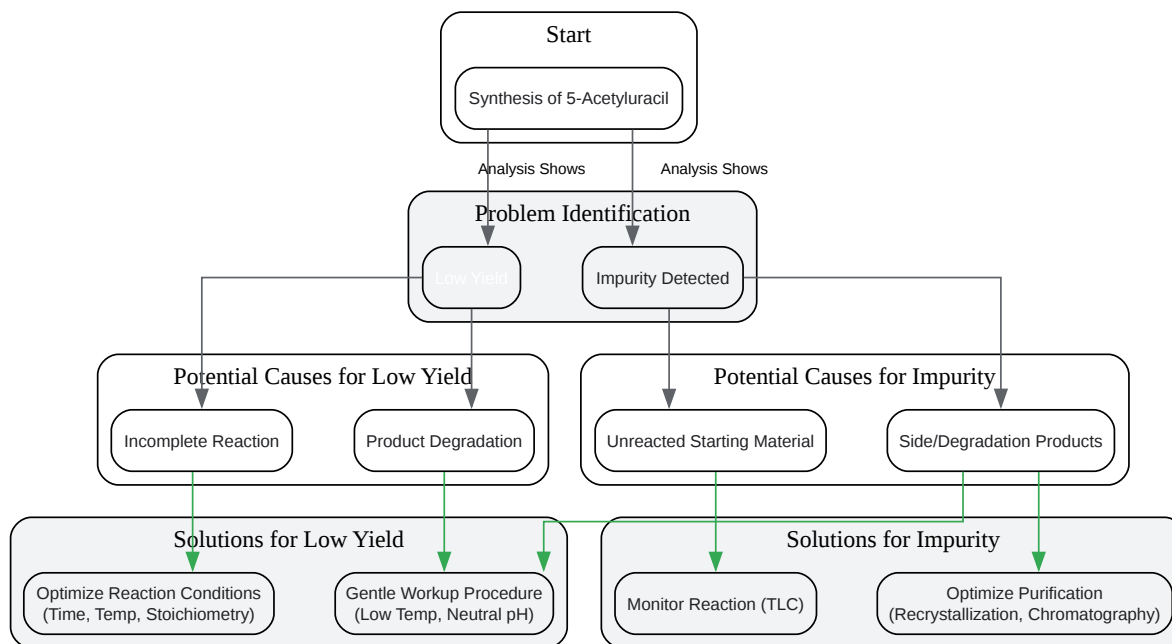 Start
Synthesis of 5-Acetyluracil
Analysis Shows
Analysis Shows
Problem Identification
Low Yield
Impurity Detected
Potential Causes for Low Yield
Potential Causes for Impurity
Incomplete Reaction
Product Degradation
Unreacted Starting Material
Side/Degradation Products
Solutions for Low Yield
Solutions for Impurity
Optimize Reaction Conditions
(Time, Temp, Stoichiometry)
Gentle Workup Procedure
(Low Temp, Neutral pH)
Monitor Reaction (TLC)
Optimize Purification
(Recrystallization, Chromatography)